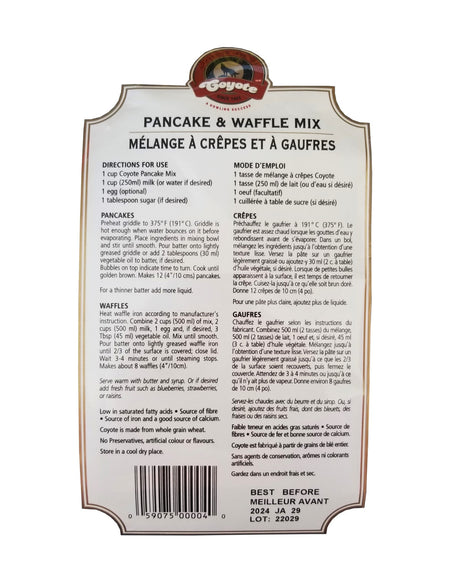 Coyote
A HOWLING SUCCESS
PANCAKE & WAFFLE MIX
MÉLANGE À CRÊPES ET À GAUFRES
DIRECTIONS FOR USE
1 cup Coyote Pancake Mix
1 cup (250ml) milk (or water if desired)
1 egg (optional)
1 tablespoon sugar (if desired)
PANCAKES
Preheat griddle to 375°F (191°C). Griddle is
hot enough when water bounces on it before
evaporating. Place ingredients in mixing bowl
and stir until smooth. Pour batter onto lightly
greased griddle or add 2 tablespoons (30 ml)
vegetable oil to batter, if desired.
Bubbles on top indicate time to turn. Cook until
golden brown. Makes 12 (4"/10 cms) pancakes.
For a thinner batter add more liquid.
WAFFLES
Heat waffle iron according to manufacturer's
instruction. Combine 2 cups (500 ml) of mix, 2
cups (500 ml) milk, 1 egg and, if desired, 3
Tbsp (45 ml) vegetable oil. Mix until smooth.
Pour batter onto lightly greased waffle iron
until 2/3 of the surface is covered; close lid.
Wait 3-4 minutes or until steaming stops.
Makes about 8 waffles (4"/10cm).
Serve warm with butter and syrup. Or if desired
add fresh fruit such as blueberries, strawberries,
or raisins.
Low in saturated fatty acids • Source of fibre
• Source of iron and a good source of calcium.
Coyote is made from whole grain wheat.
No Preservatives, artificial colour or flavours.
Store in a cool dry place.
MODE D'EMPLOI
1 tasse de mélange à crêpes Coyote
1 tasse (250 ml) de lait (ou d'eau si désiré)
1 oeuf (facultatif)
1 cuillérée à table de sucre (si désiré)
CRÊPES
Préchauffez le gaufrier à 191°C (375°F). Le
gaufrier est assez chaud lorsque les gouttes d'eau y
rebondissent avant de s'évaporer. Dans un bol,
mélangez les ingrédients jusqu'à l'obtention d'une
texture lisse. Versez la pâte sur un gaufrier
légèrement graissé ou ajoutez-y 30 ml (2 c. à table)
d'huile végétale, si désiré. Lorsque de petites bulles
apparaissent à la surface, il est temps de retourner
la crêpe. Cuisez-la jusqu'à ce qu'elle soit brun doré.
Donne 12 crêpes de 10 cm (4 po).
Pour une pâte plus claire, ajoutez plus de liquide.
GAUFRES
Chauffez le gaufrier selon les instructions du
fabricant. Combinez 500 ml (2 tasses) du mélange,
500 ml (2 tasses) de lait, 1 oeuf et, si désiré, 45 ml
(3 c. à table) d'huile végétale. Mélangez jusqu'à
l'obtention d'une texture lisse. Versez la pâte sur un
gaufrier légèrement graissé jusqu'à ce que les 2/3
de la surface soient recouverts, puis fermez le
couvercle. Attendez de 3 à 4 minutes ou jusqu'à ce
qu'il n'y ait plus de vapeur. Donne environ 8 gaufres
de 10 cm (4 po).
Servez-les chaudes avec du beurre et du sirop. Ou, si
désiré, ajoutez des fruits frais, dont des bleuets, des
fraises ou des raisins secs.
Faible teneur en acides gras saturés • Source
de fibres • Source de fer et bonne source de calcium.
Coyote est fabriqué à partir de grains de blé entier.
Sans agents de conservation, arômes ni colorants
artificiels.
Gardez dans un endroit frais et sec.
0 59075 00004 0
BEST BEFORE
MEILLEUR AVANT
2024 JA 29
LOT: 22029